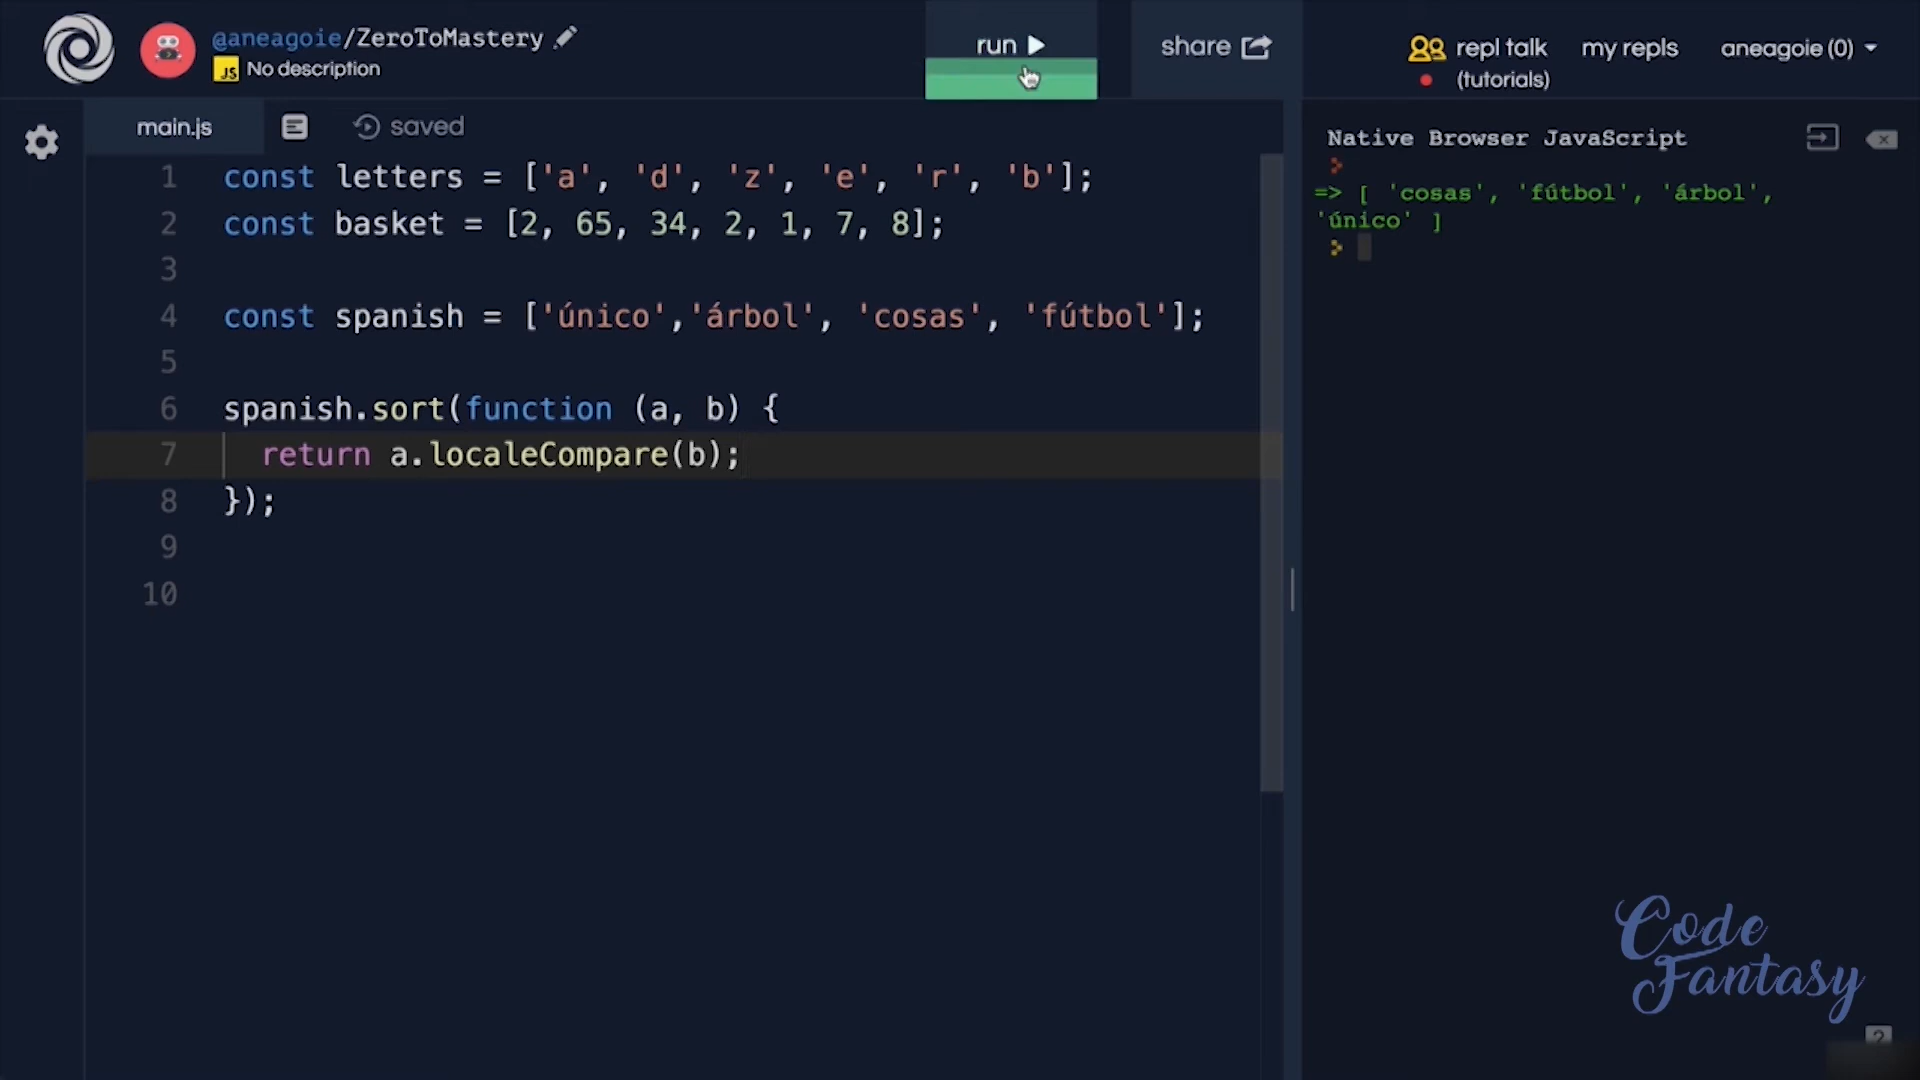 @aneagoie/ZeroToMastery
JS No description
run
share
repl talk
(tutorials)
my repls
aneagoie (0)
main.js
saved
1 const letters = ['a', 'd', 'z', 'e', 'r', 'b'];
2 const basket = [2, 65, 34, 2, 1, 7, 8];
3
4 const spanish = ['único','árbol', 'cosas', 'fútbol'];
5
6 spanish.sort(function (a, b) {
7 return a.localeCompare(b);
8 });
9
10
Native Browser JavaScript
=> [ 'cosas', 'fútbol', 'árbol',
'único' ]
Code
Fantasy
?